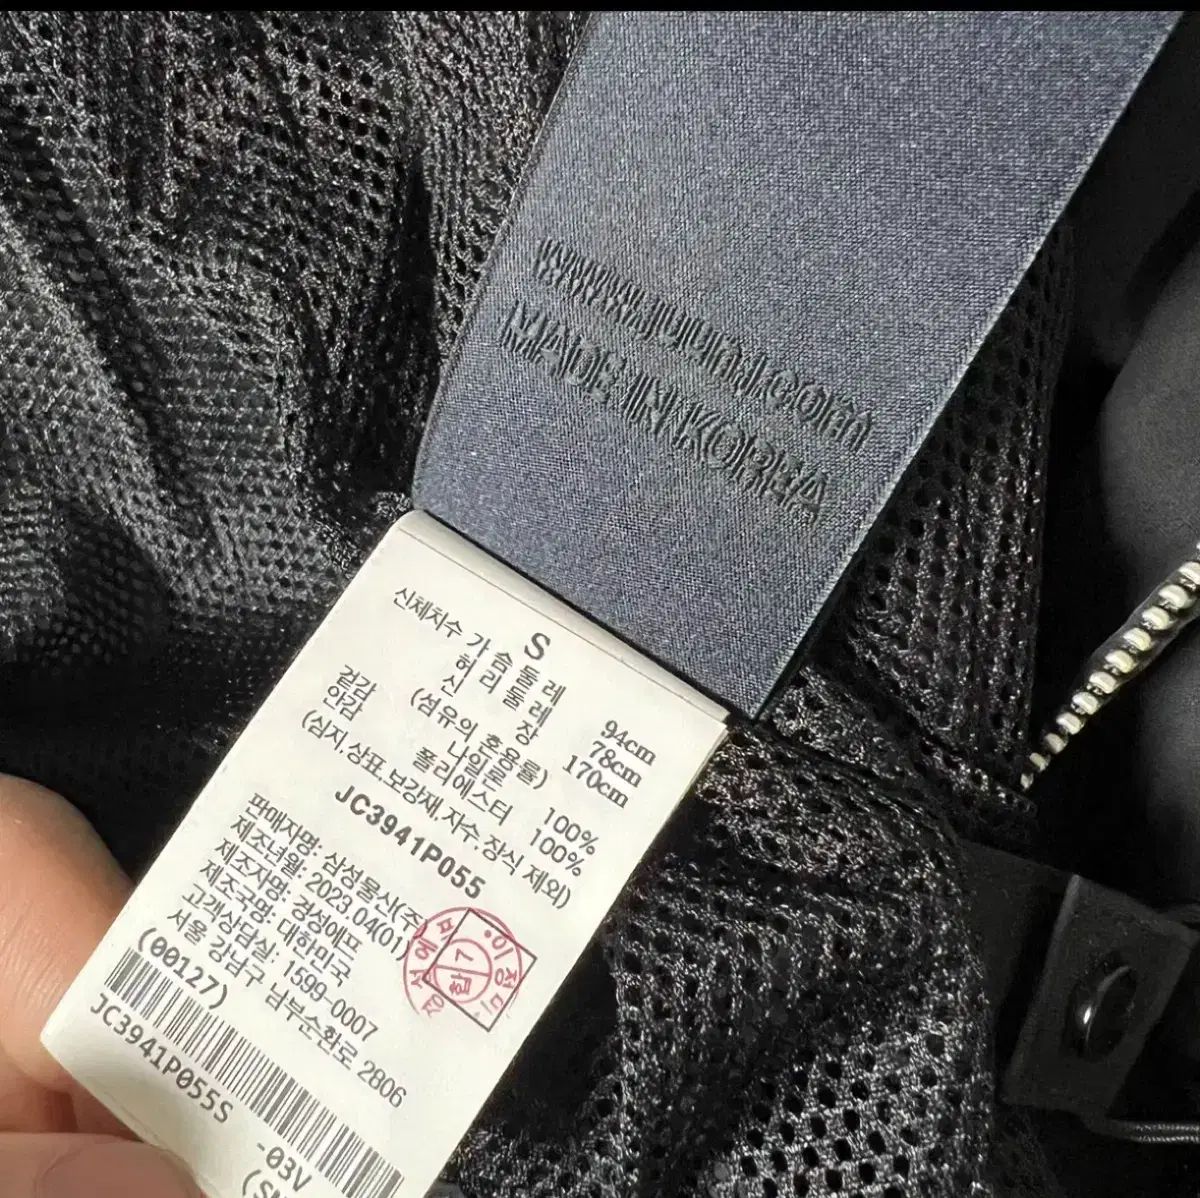 www.juunj.com
MADE IN KOREA
S
신체치수 가슴둘레 94cm
허리둘레 78cm
신장 170cm
(섬유의 혼용률)
겉감 나일론 100%
안감 폴리에스터 100%
(심지,상표,보강재,자수,장식 제외)
JC3941P055
판매자명: 삼성물산(주)
제조년월: 2023.04(01)
제조자명: 경성에프
제조국명: 대한민국
고객상담실: 1599-0007
서울 강남구 남부순환로 2806
(00127)
JC3941P055S -03V
7